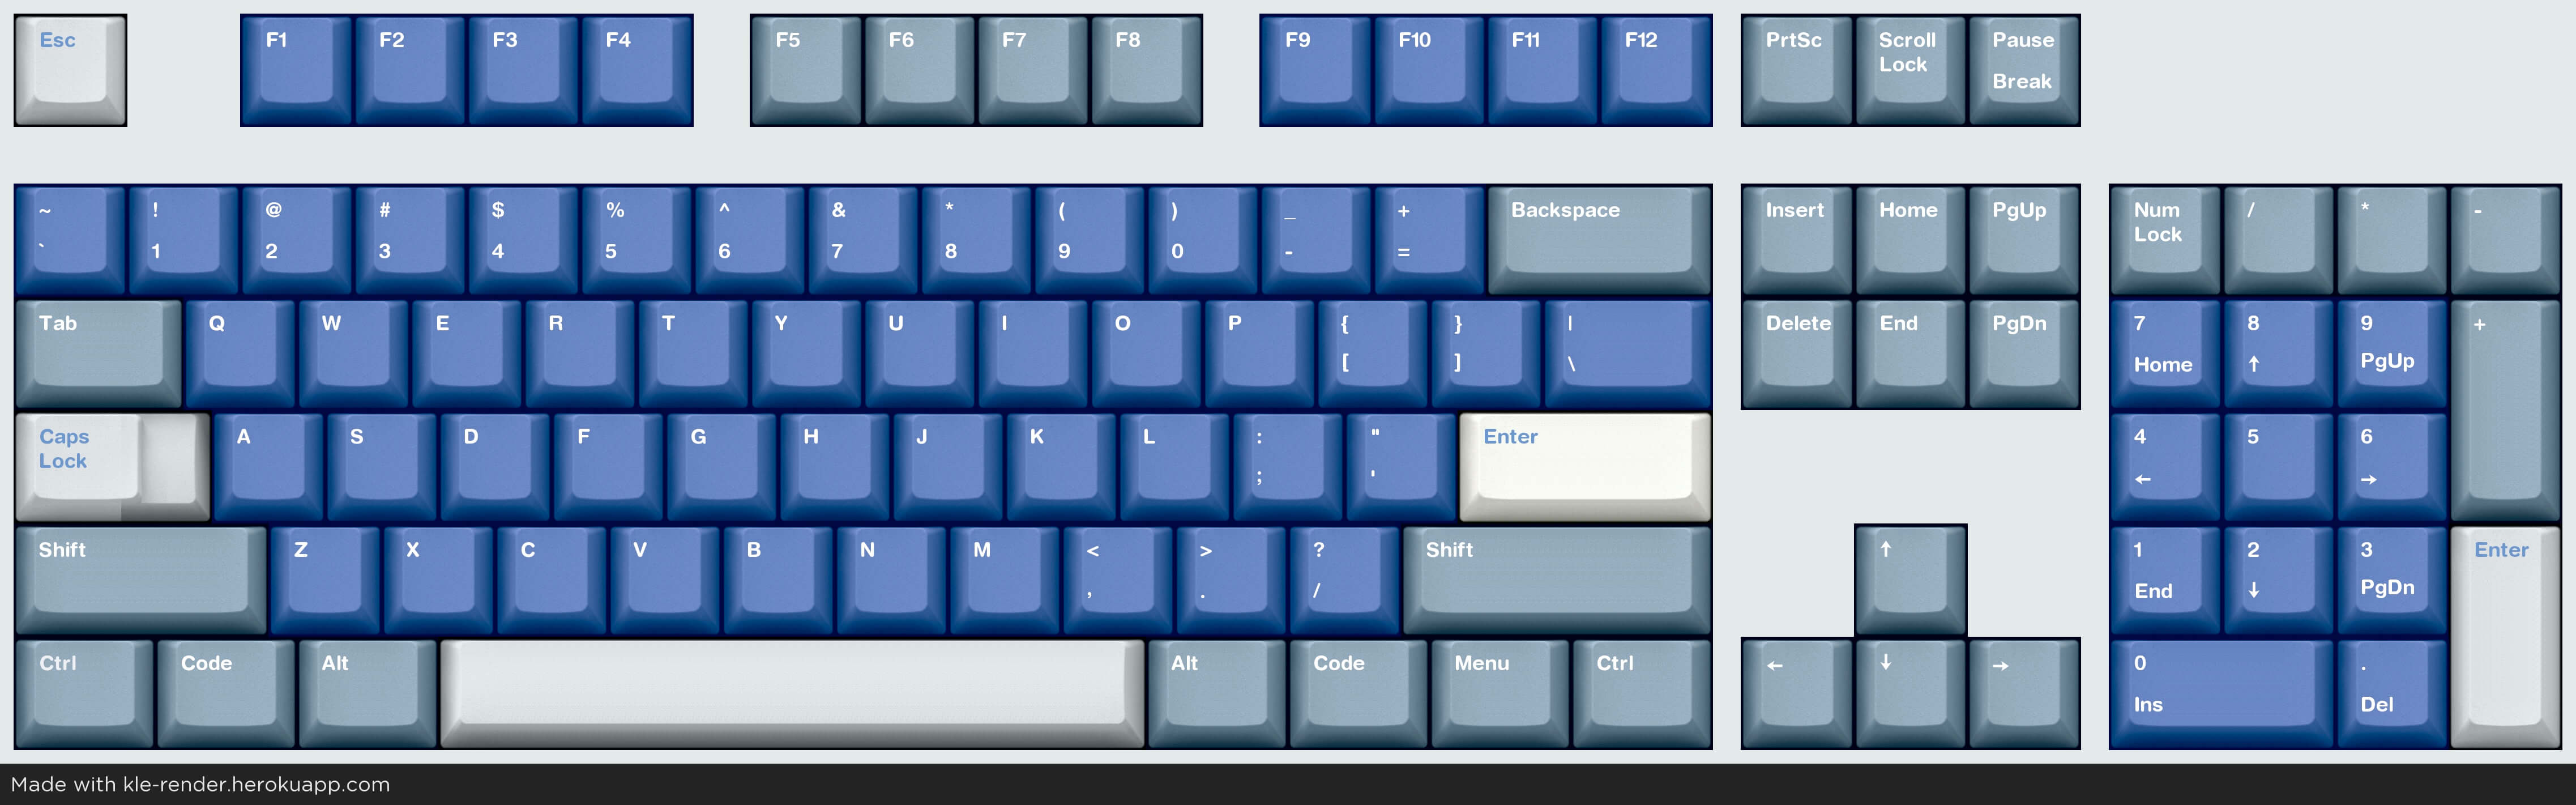 Esc F1 F2 F3 F4 F5 F6 F7 F8 F9 F10 F11 F12 PrtSc Scroll Pause
Lock Break
~ ! @ # $ % ^ & * ( ) _ + Backspace Insert Home PgUp Num / * -
` 1 2 3 4 5 6 7 8 9 0 - = Lock
Tab Q W E R T Y U I O P { } | Delete End PgDn 7 8 9 +
[ ] \ Home ↑ PgUp
Caps A S D F G H J K L : " Enter 4 5 6
Lock ; ' ← →
Shift Z X C V B N M < > ? Shift ↑ 1 2 3 Enter
, . / End ↓ PgDn
Ctrl Code Alt Alt Code Menu Ctrl ← ↓ → 0 .
Ins Del
Made with kle-render.herokuapp.com